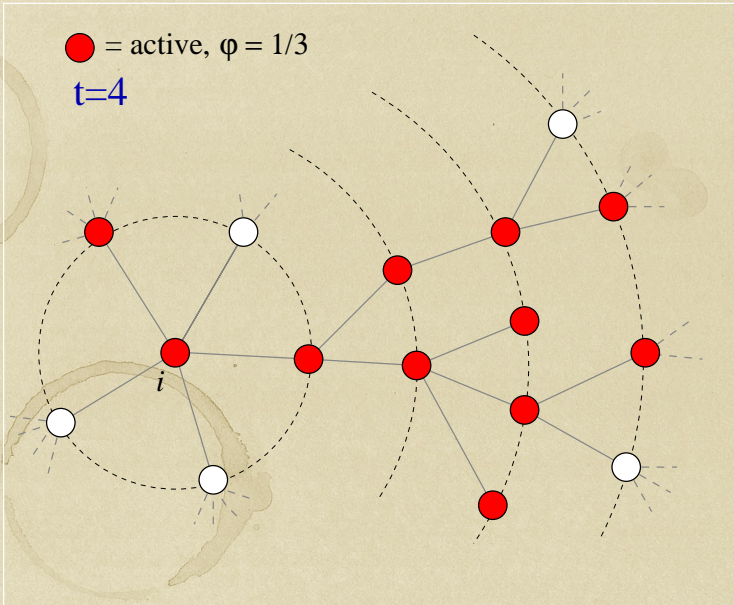 = active, φ = 1/3
t=4
i